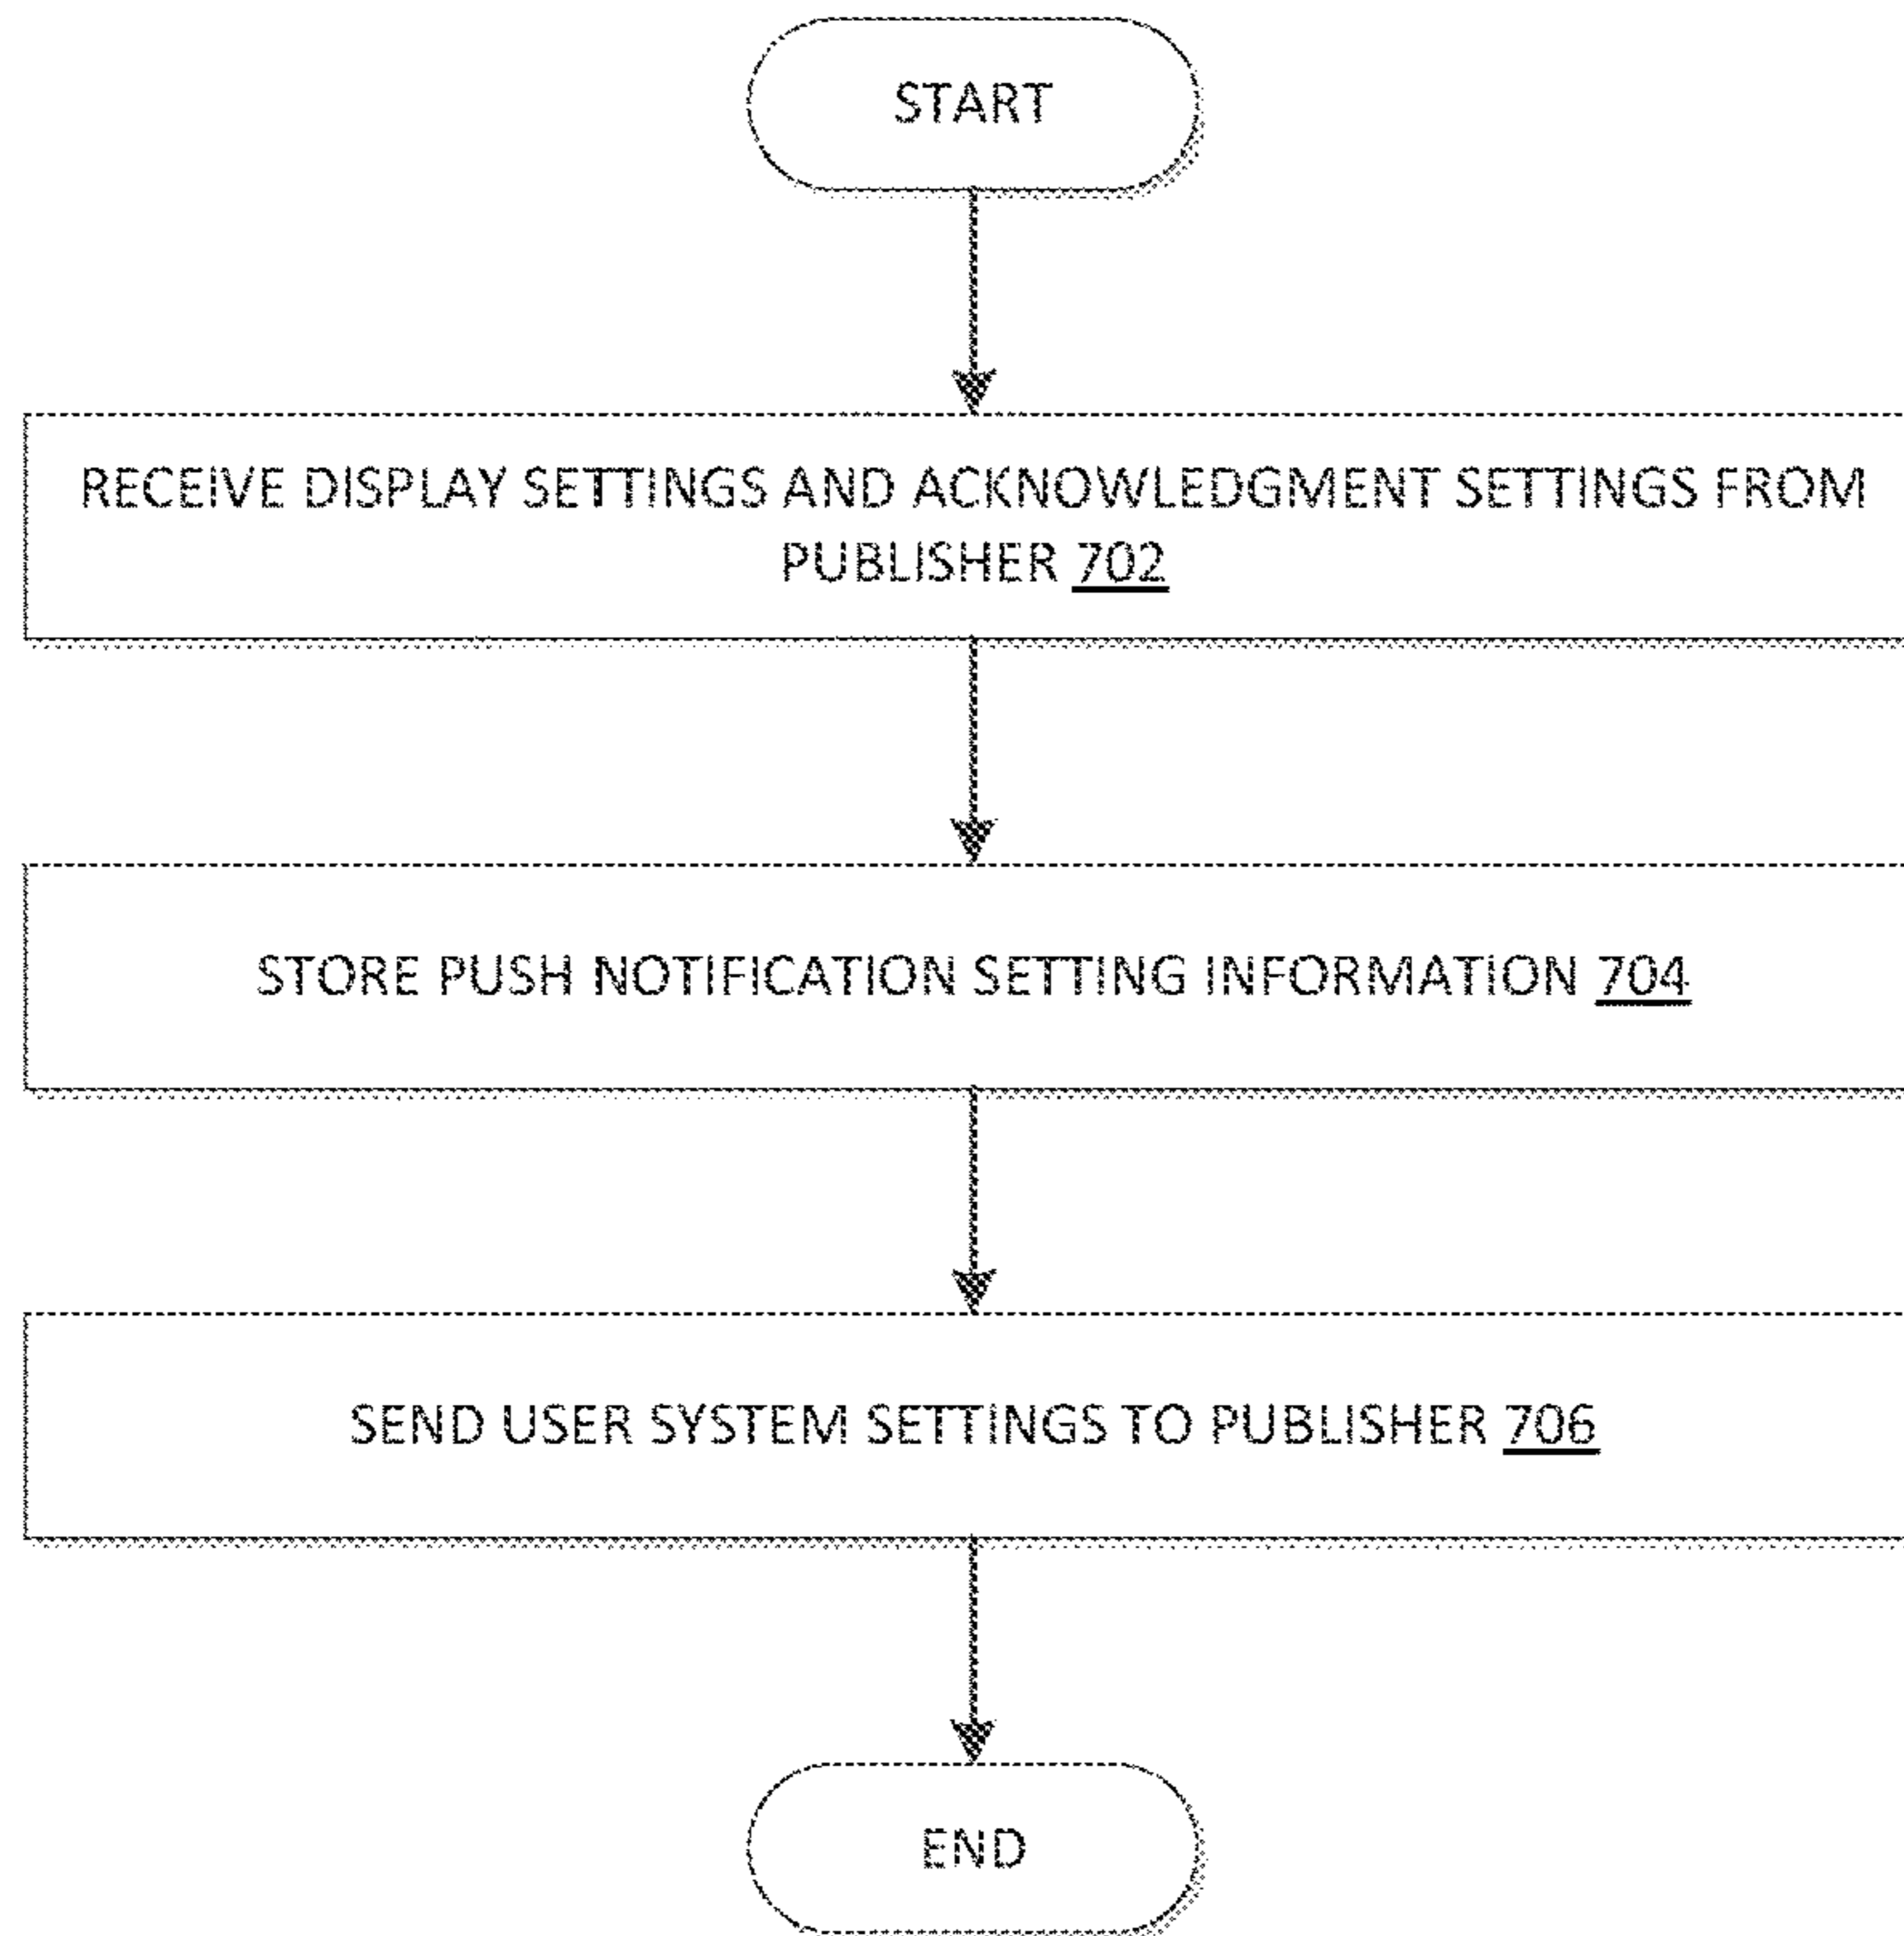 START
RECEIVE DISPLAY SETTINGS AND ACKNOWLEDGMENT SETTINGS FROM
PUBLISHER 702
STORE PUSH NOTIFICATION SETTING INFORMATION 704
SEND USER SYSTEM SETTINGS TO PUBLISHER 706
END